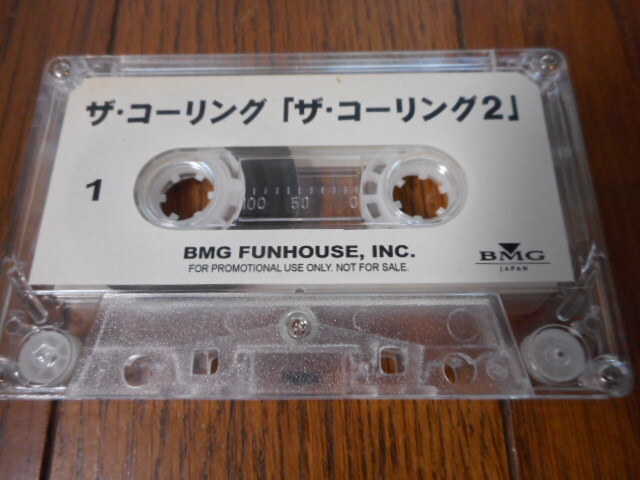 ザ・コーリング「ザ・コーリング2」
1
100 50 0
BMG FUNHOUSE, INC.
FOR PROMOTIONAL USE ONLY. NOT FOR SALE.
BMG
JAPAN